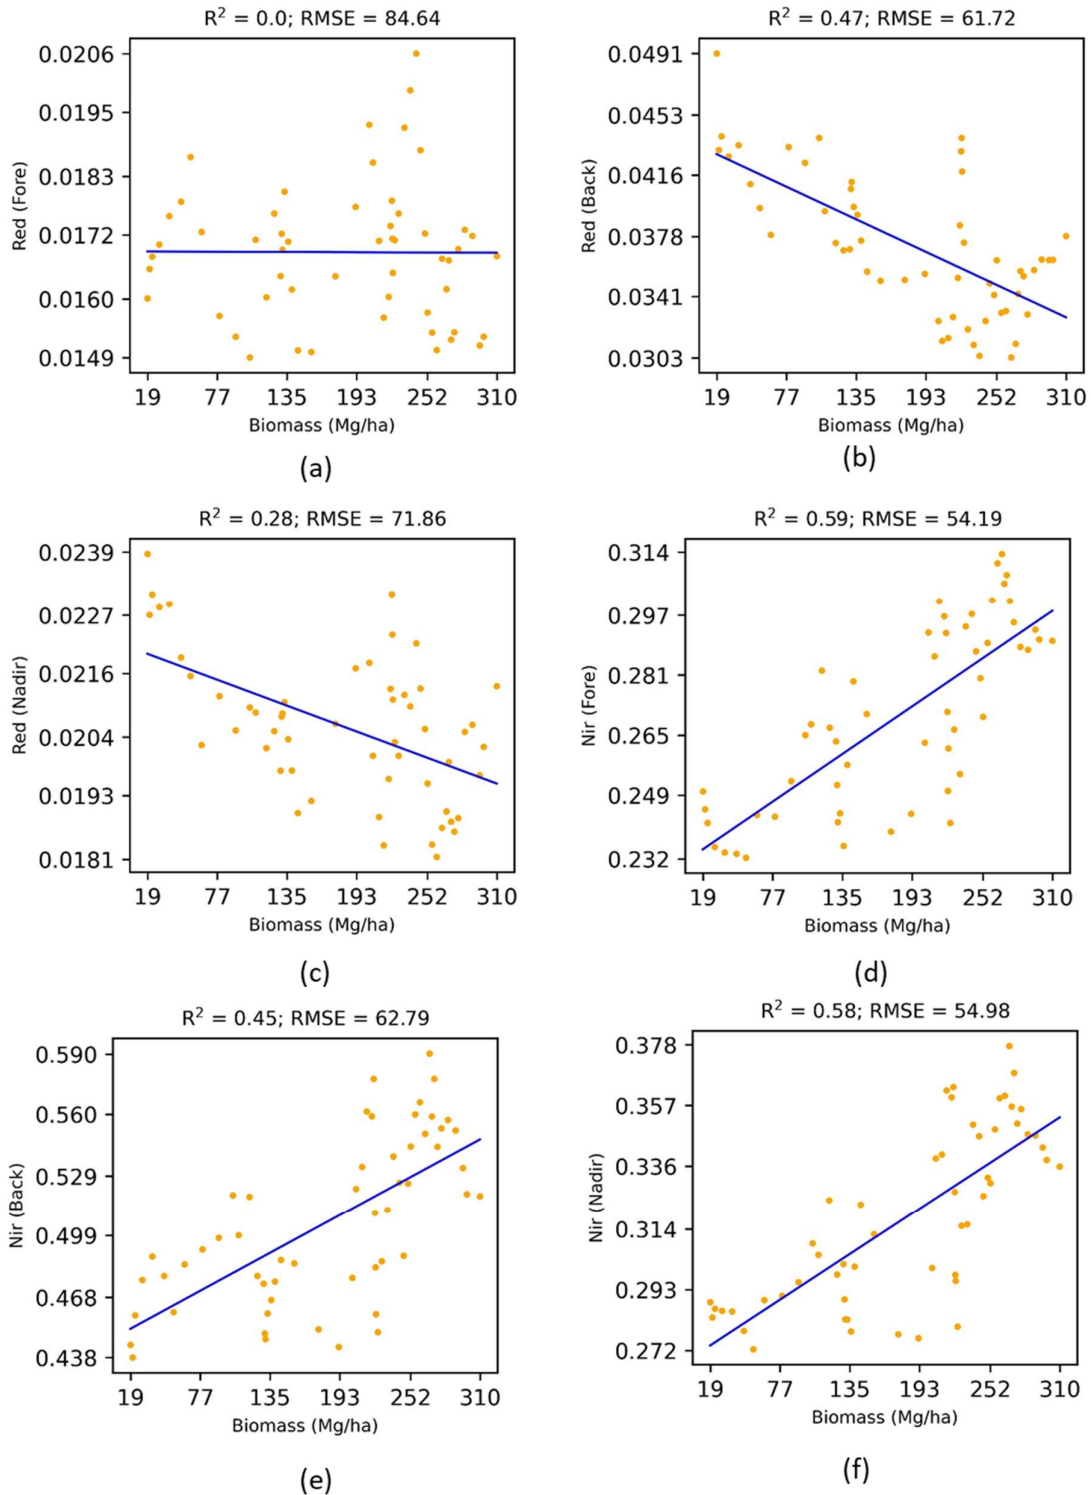 R² = 0.0; RMSE = 84.64
Red (Fore)
0.0206
0.0195
0.0183
0.0172
0.0160
0.0149
19 77 135 193 252 310
Biomass (Mg/ha)
(a)
R² = 0.47; RMSE = 61.72
Red (Back)
0.0491
0.0453
0.0416
0.0378
0.0341
0.0303
19 77 135 193 252 310
Biomass (Mg/ha)
(b)
R² = 0.28; RMSE = 71.86
Red (Nadir)
0.0239
0.0227
0.0216
0.0204
0.0193
0.0181
19 77 135 193 252 310
Biomass (Mg/ha)
(c)
R² = 0.59; RMSE = 54.19
Nir (Fore)
0.314
0.297
0.281
0.265
0.249
0.232
19 77 135 193 252 310
Biomass (Mg/ha)
(d)
R² = 0.45; RMSE = 62.79
Nir (Back)
0.590
0.560
0.529
0.499
0.468
0.438
19 77 135 193 252 310
Biomass (Mg/ha)
(e)
R² = 0.58; RMSE = 54.98
Nir (Nadir)
0.378
0.357
0.336
0.314
0.293
0.272
19 77 135 193 252 310
Biomass (Mg/ha)
(f)